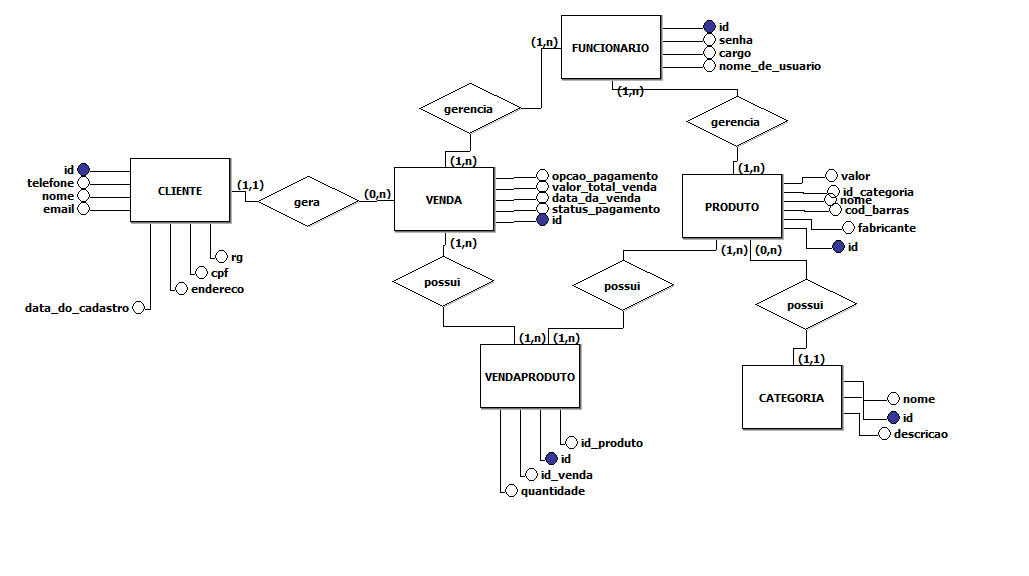 FUNCIONARIO
id
senha
cargo
nome_de_usuario
(1,n)
(1,n)
gerencia
gerencia
(1,n)
(1,n)
id
telefone
nome
email
CLIENTE
(1,1)
gera
(0,n)
VENDA
opcao_pagamento
valor_total_venda
data_da_venda
status_pagamento
id
PRODUTO
valor
id_categoria
nome
cod_barras
fabricante
id
rg
cpf
endereco
data_do_cadastro
(1,n)
(1,n)
(0,n)
possui
possui
possui
(1,n)
(1,n)
(1,1)
VENDAPRODUTO
CATEGORIA
nome
id
descricao
id_produto
id
id_venda
quantidade